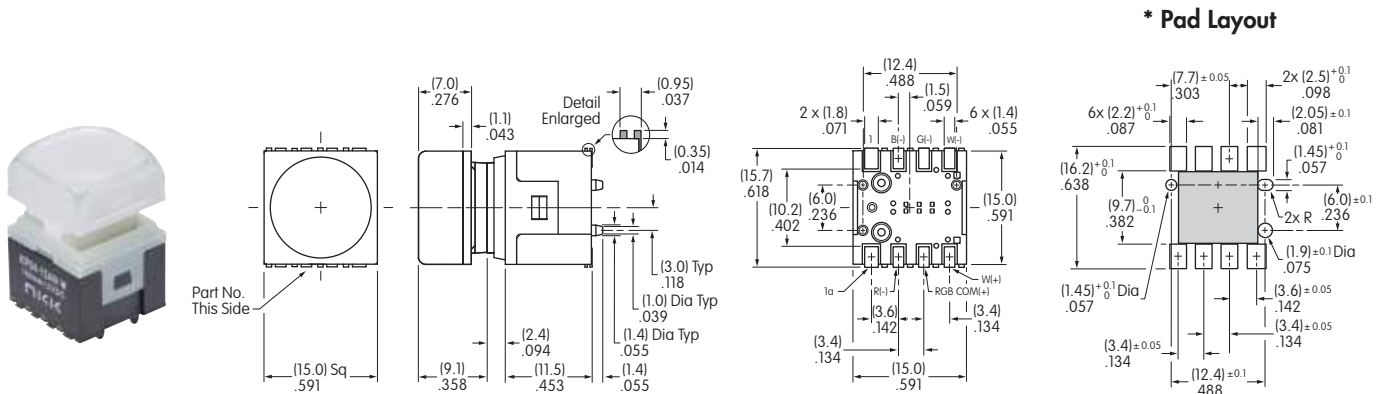 * Pad Layout
(7.0)
.276
(1.1)
.043
Detail
Enlarged
(0.95)
.037
(0.35)
.014
Part No.
This Side
(15.0) Sq
.591
(9.1)
.358
(2.4)
.094
(11.5)
.453
(3.0) Typ
.118
(1.0) Dia Typ
.039
(1.4) Dia Typ
.055
(1.4)
.055
(12.4)
.488
(1.5)
.059
2 x (1.8)
.071
6 x (1.4)
.055
1 B(-) G(-) W(-)
(15.7)
.618
(10.2)
.402
(6.0)
.236
(15.0)
.591
1a R(-) RGB COM(+) W(+)
(3.6)
.142
(3.4)
.134
(3.4)
.134
(15.0)
.591
(7.7) ± 0.05
.303
2x (2.5) +0.1 0
.098
6x (2.2) +0.1 0
.087
(2.05) ±0.1
.081
(1.45) +0.1 0
.057
(16.2) +0.1 0
.638
(9.7) 0 -0.1
.382
(6.0) ±0.1
.236
2x R
(1.9) ±0.1 Dia
.075
(1.45) +0.1 0 Dia
.057
(3.6) ± 0.05
.142
(3.4) ± 0.05
.134
(3.4) ± 0.05
.134
(12.4) ±0.1
.488